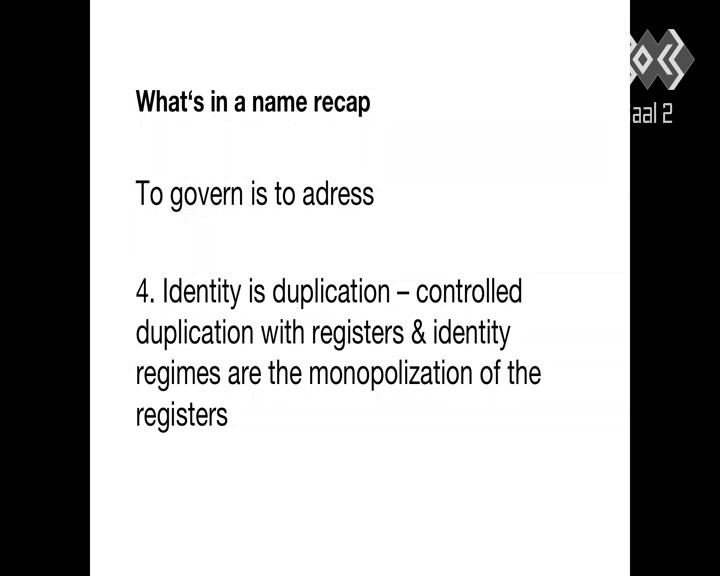 What‘s in a name recap
To govern is to adress
4. Identity is duplication – controlled
duplication with registers & identity
regimes are the monopolization of the
registers
aal 2